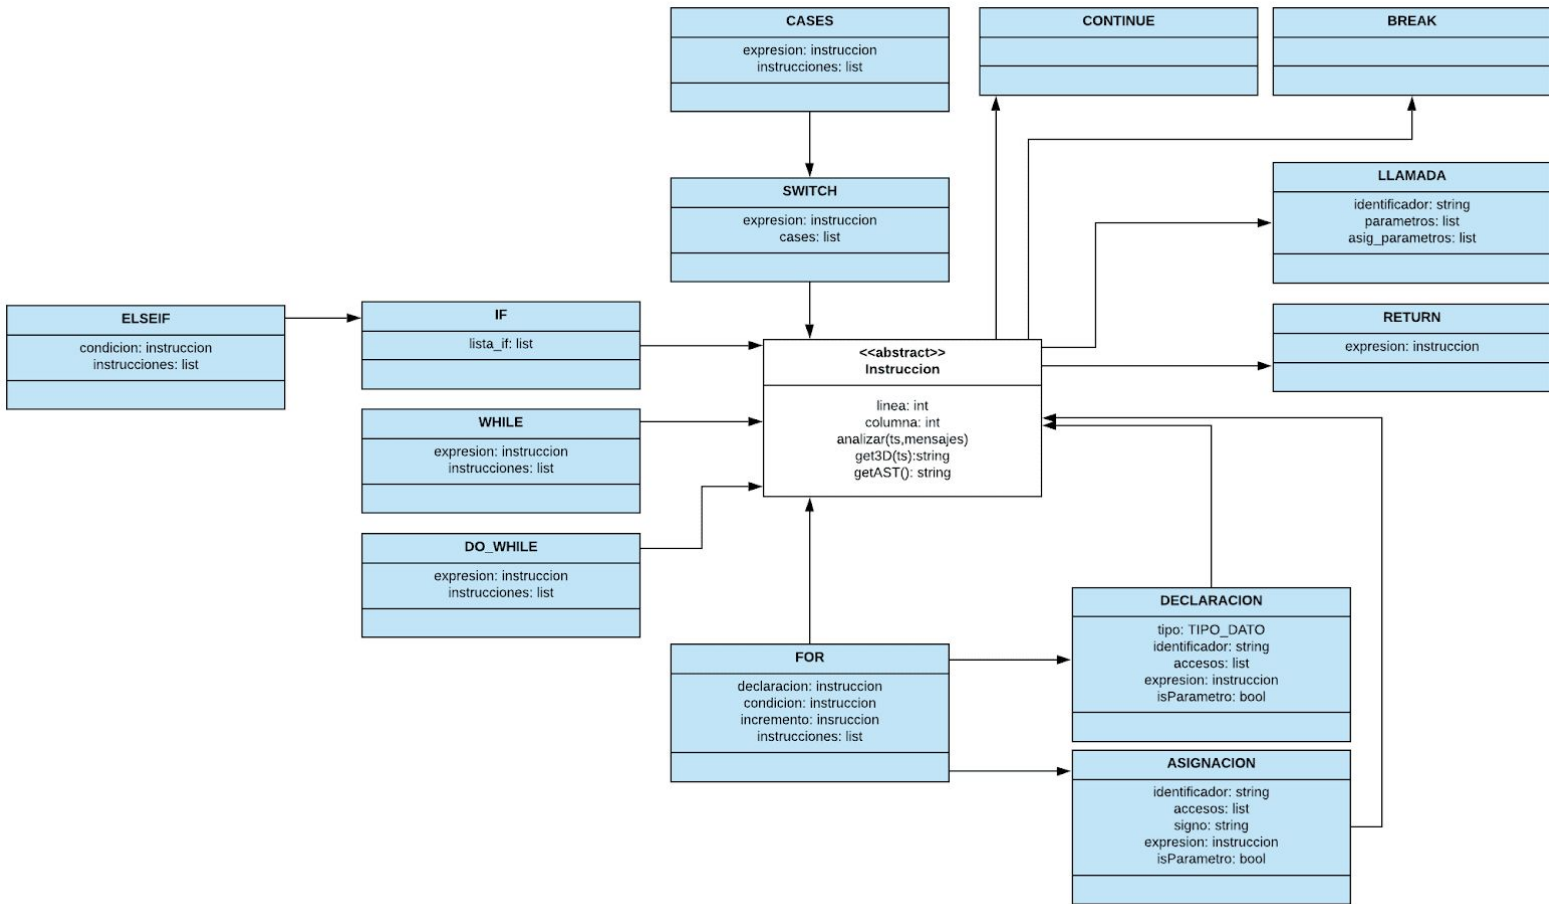 CASES
expresion: instruccion
instrucciones: list
CONTINUE
BREAK
SWITCH
expresion: instruccion
cases: list
LLAMADA
identificador: string
parametros: list
asig_parametros: list
ELSEIF
condicion: instruccion
instrucciones: list
IF
lista_if: list
<<abstract>>
Instruccion
linea: int
columna: int
analizar(ts,mensajes)
get3D(ts):string
getAST(): string
RETURN
expresion: instruccion
WHILE
expresion: instruccion
instrucciones: list
DO_WHILE
expresion: instruccion
instrucciones: list
FOR
declaracion: instruccion
condicion: instruccion
incremento: insruccion
instrucciones: list
DECLARACION
tipo: TIPO_DATO
identificador: string
accesos: list
expresion: instruccion
isParametro: bool
ASIGNACION
identificador: string
accesos: list
signo: string
expresion: instruccion
isParametro: bool